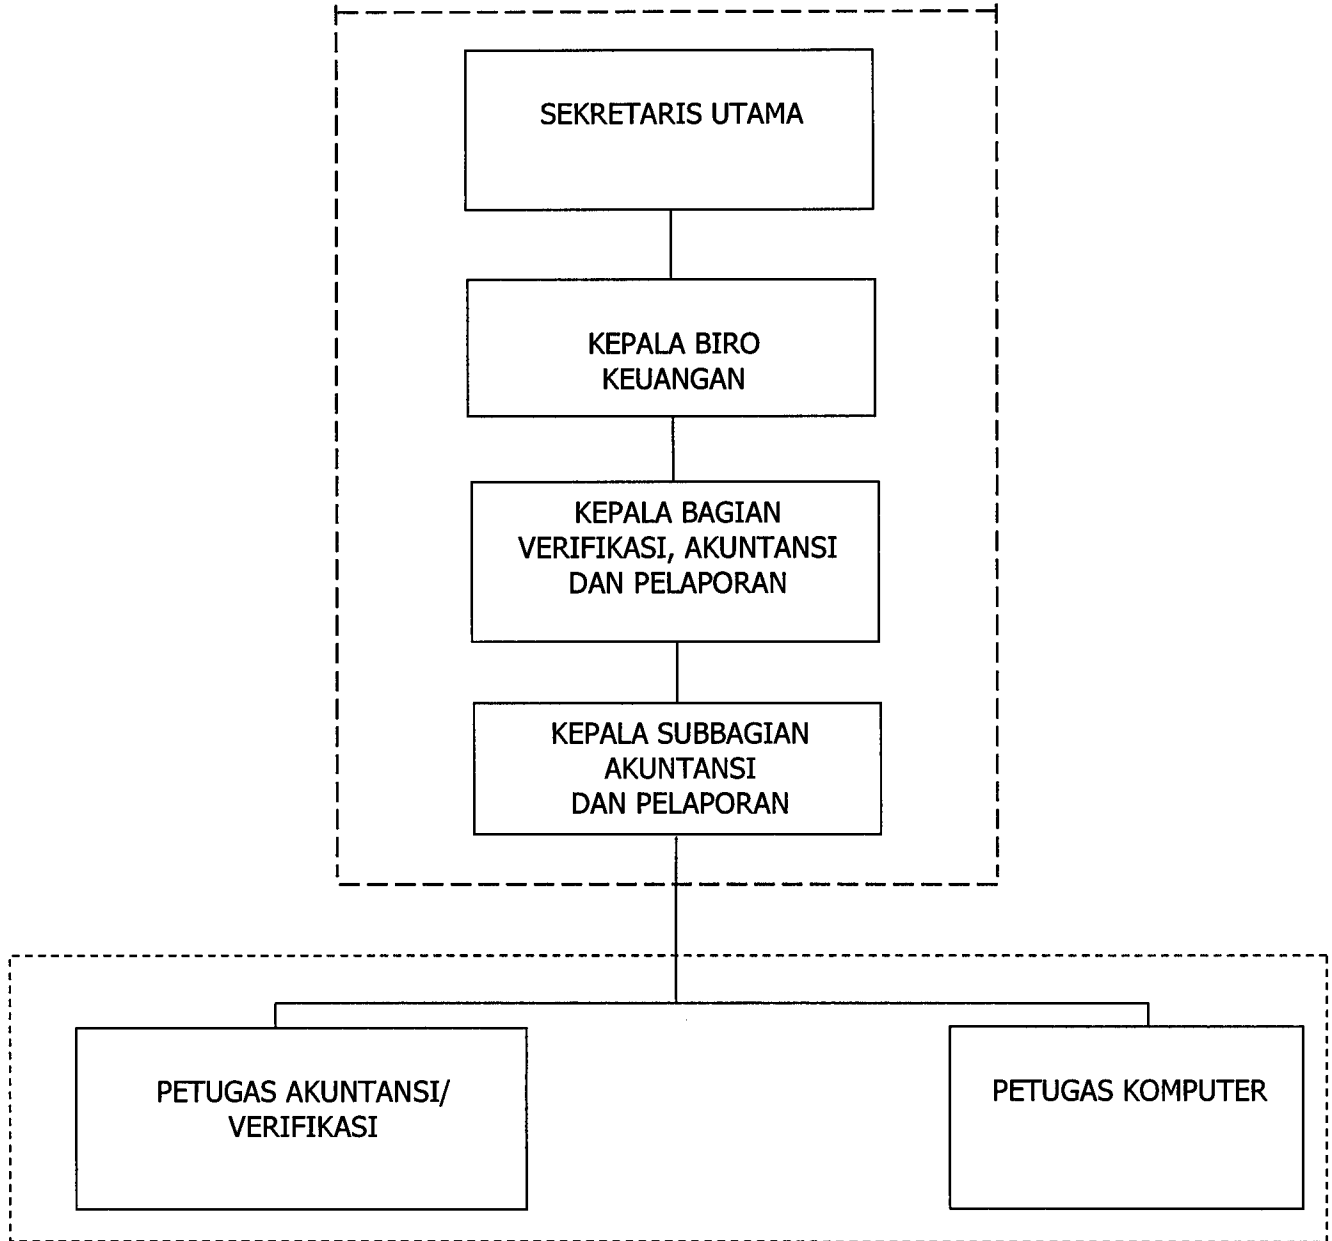 SEKRETARIS UTAMA
KEPALA BIRO
KEUANGAN
KEPALA BAGIAN
VERIFIKASI, AKUNTANSI
DAN PELAPORAN
KEPALA SUBBAGIAN
AKUNTANSI
DAN PELAPORAN
PETUGAS AKUNTANSI/
VERIFIKASI
PETUGAS KOMPUTER